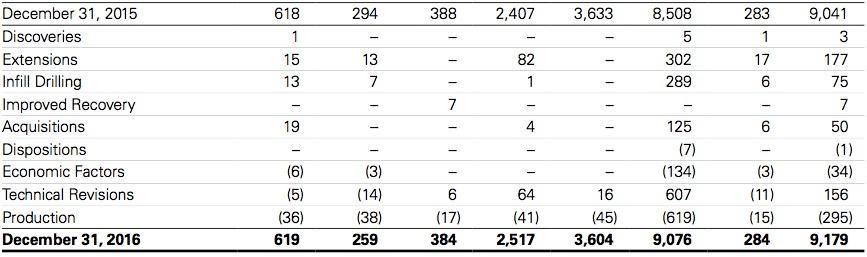 December 31, 2015 618 294 388 2,407 3,633 8,508 283 9,041
Discoveries 1 – – – – 5 1 3
Extensions 15 13 – 82 – 302 17 177
Infill Drilling 13 7 – 1 – 289 6 75
Improved Recovery – – 7 – – – – 7
Acquisitions 19 – – 4 – 125 6 50
Dispositions – – – – – (7) – (1)
Economic Factors (6) (3) – – – (134) (3) (34)
Technical Revisions (5) (14) 6 64 16 607 (11) 156
Production (36) (38) (17) (41) (45) (619) (15) (295)
December 31, 2016 619 259 384 2,517 3,604 9,076 284 9,179